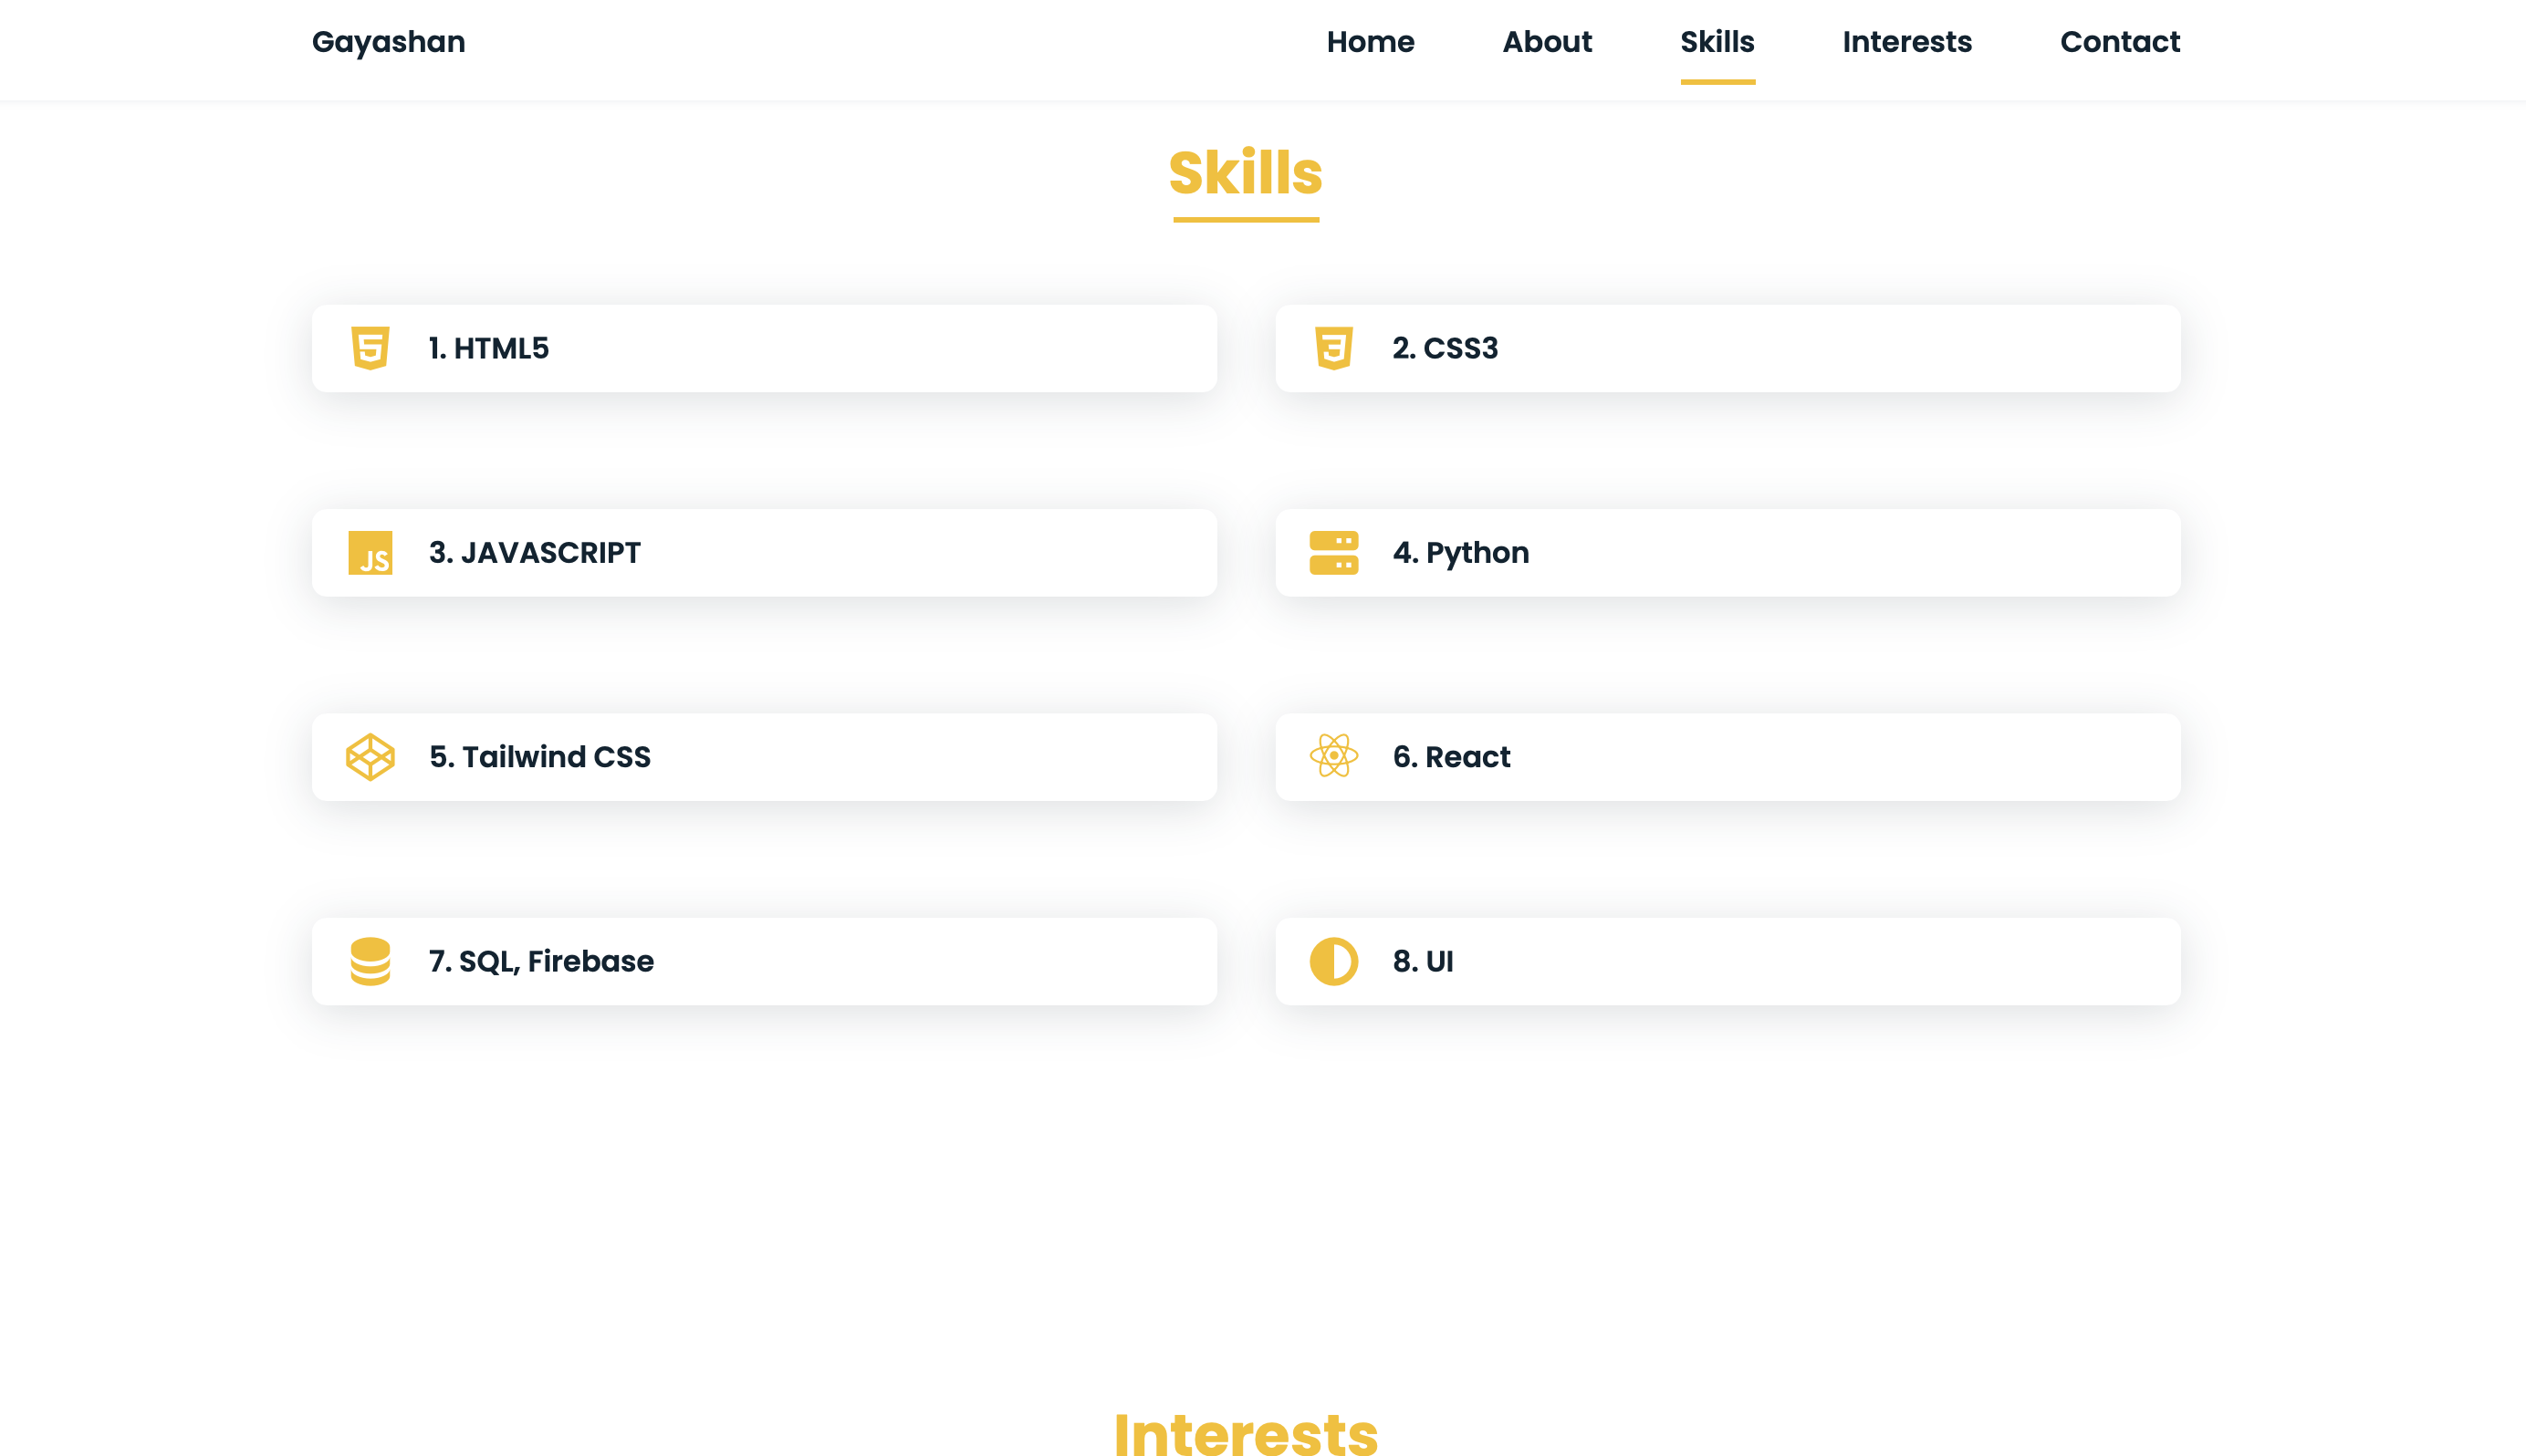 Gayashan Home About Skills Interests Contact
Skills
1. HTML5
2. CSS3
JS 3. JAVASCRIPT
4. Python
5. Tailwind CSS
6. React
7. SQL, Firebase
8. UI
Interests